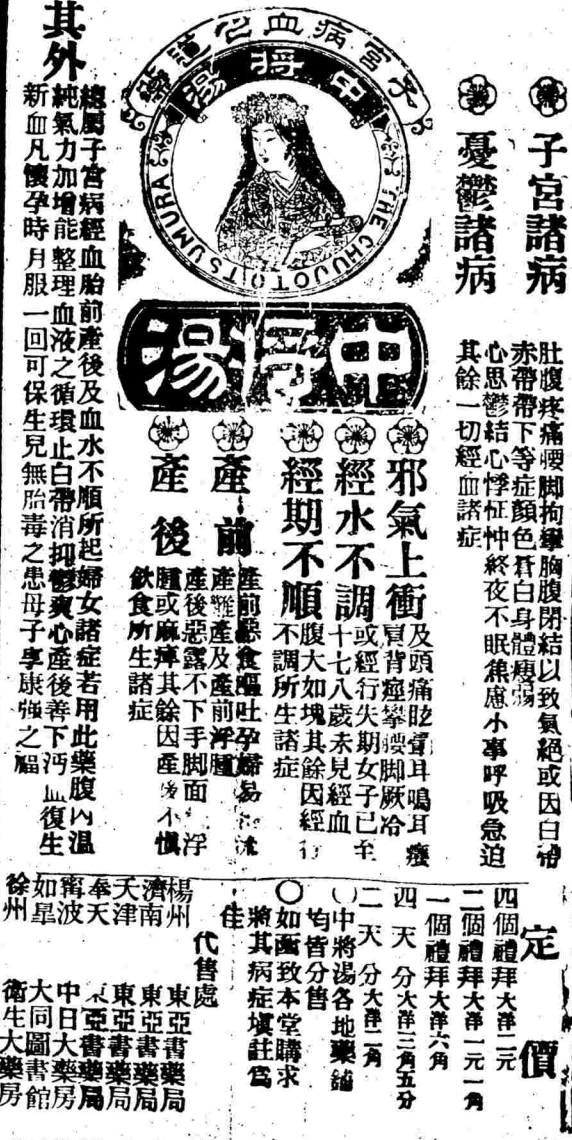 子宮病血症道藥
中將湯
THE CHUJOTO TSUMURA
中將湯
子宮諸病
憂鬱諸病
肚腹疼痛腰脚拘攣胸腹閉結以致氣絕或因白帶
赤帶帶下等症顏色蒼白身體瘦弱
心思鬱結心悸怔忡終夜不眠焦慮小事呼吸急迫
其餘一切經血諸症
邪氣上衝
及頭痛眩暈耳鳴耳癢
肩背痙攣腰脚厥冷
經水不調
或經行失期女子已至
十七八歲未見經血
經期不順
腹大如塊其餘因經行
不調所生諸症
產前
產前惡食嘔吐孕婦易於流
產難產及產前浮腫
產後
產後惡露不下手脚面浮
腫或麻痺其餘因產後不慎
飲食所生諸症
其外
總屬子宮病經血胎前產後及血水不順所起婦女諸症若用此藥腹內溫
純氣力加增能整理血液之循環止白帶消抑鬱爽心產後善下污血復生
新血凡懷孕時月服一回可保生兒無胎毒之患母子享康强之福
定價
四個禮拜大洋二元
二個禮拜大洋一元一角
一個禮拜大洋六角
四天分大洋三角五分
二天分大洋二角
〇中將湯各地藥鋪
均皆分售
〇如函致本堂購求
將其病症塡註爲
佳
代售處
楊州 東亞書藥局
濟南 東亞書藥局
天津 東亞書藥局
奉天 東亞書藥局
寗波 中日大藥房
如皋 大同圖書館
徐州 衛生大藥房